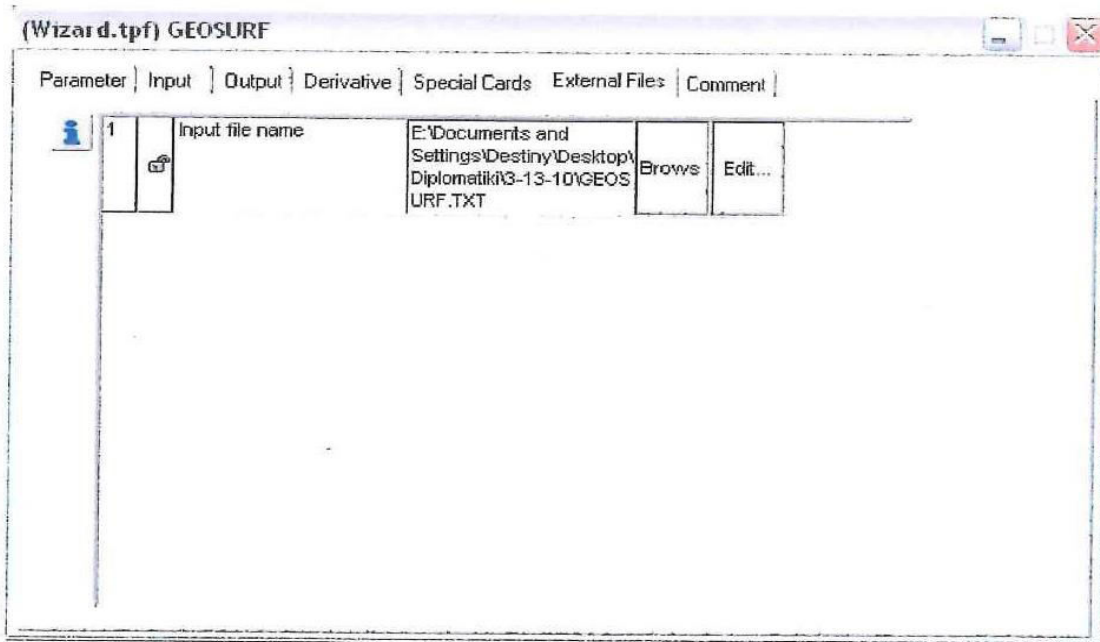 (Wizard.tpf) GEOSURF
Parameter Input Output Derivative Special Cards External Files Comment
1 Input file name E:\Documents and
Settings\Destiny\Desktop\
Diplomatiki\3-13-10\GEOS
URF.TXT
Brows Edit...